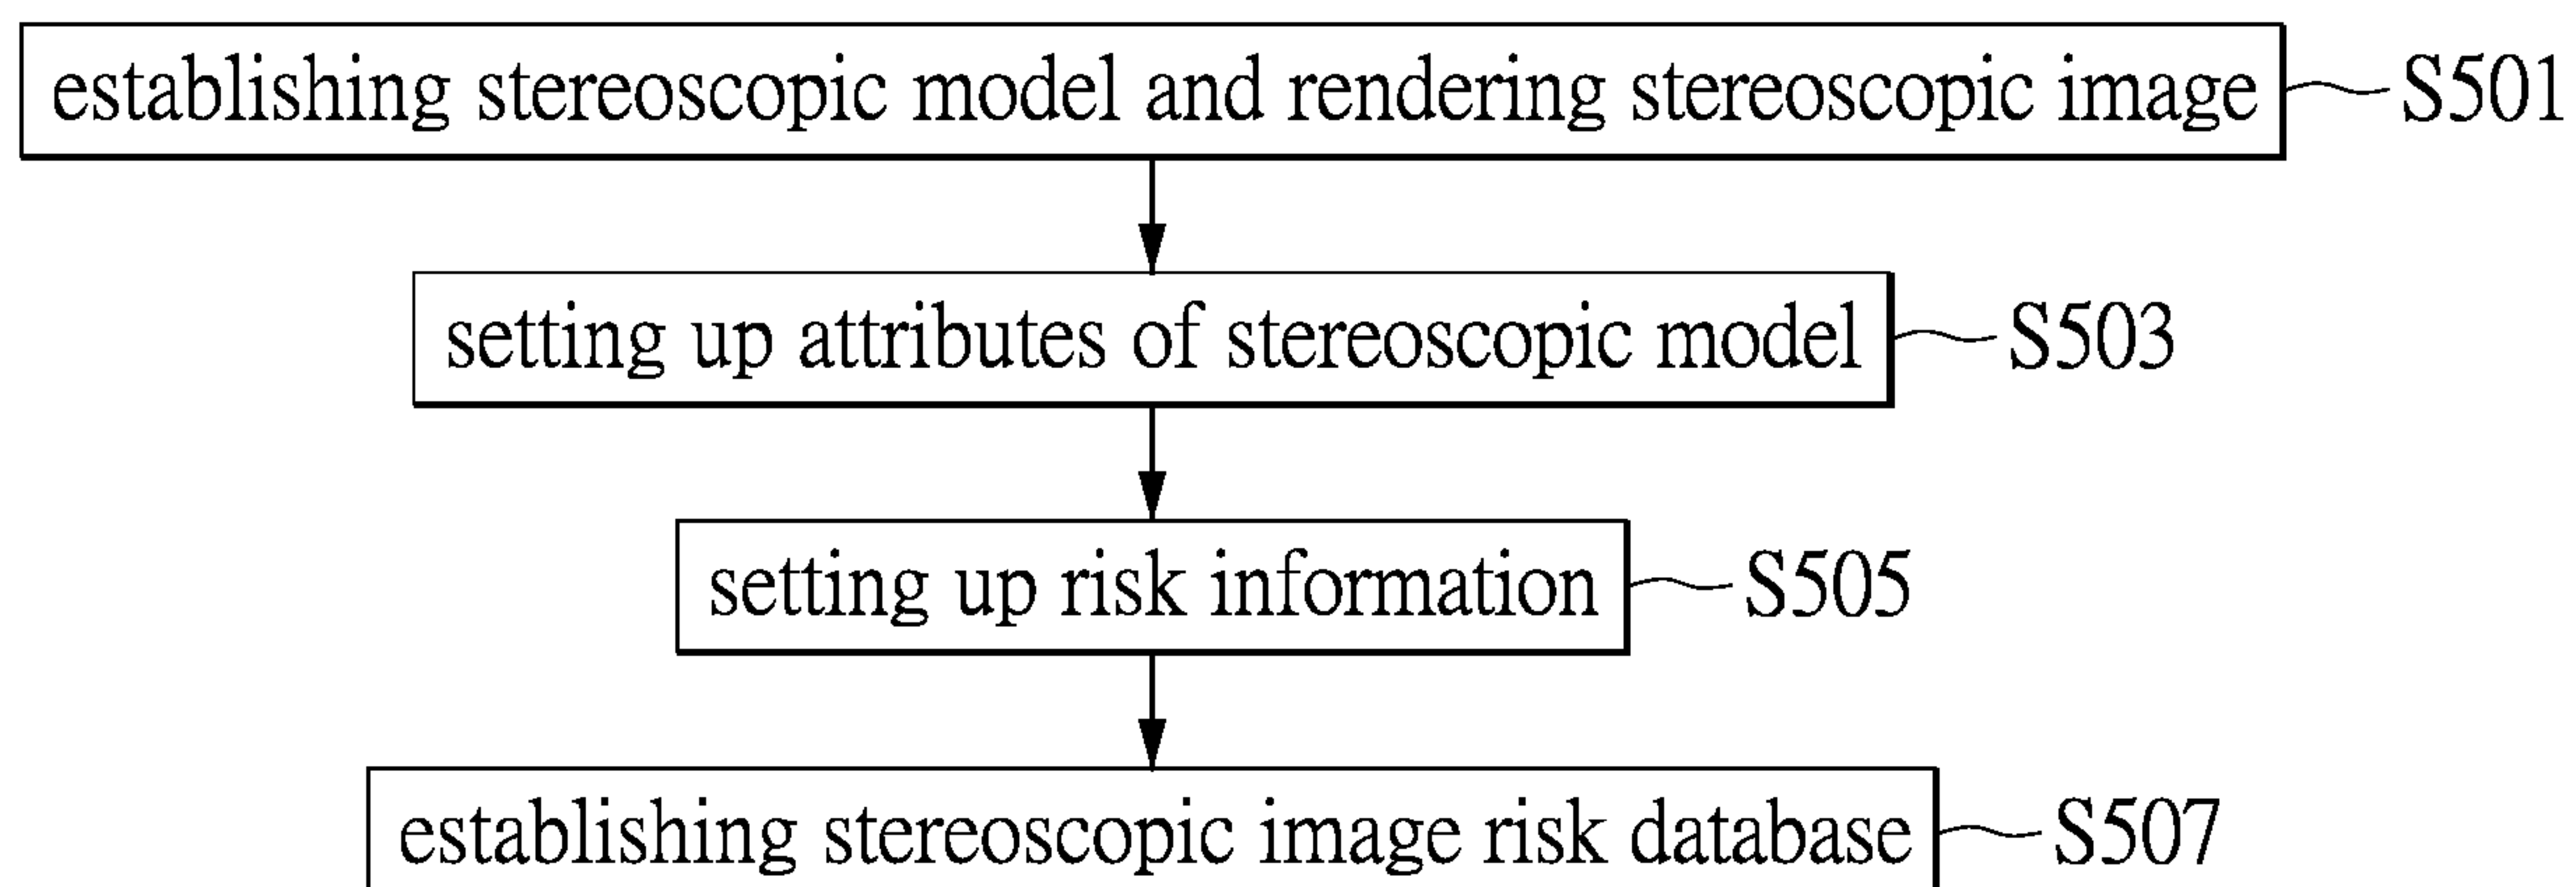 establishing stereoscopic model and rendering stereoscopic image S501
setting up attributes of stereoscopic model S503
setting up risk information S505
establishing stereoscopic image risk database S507